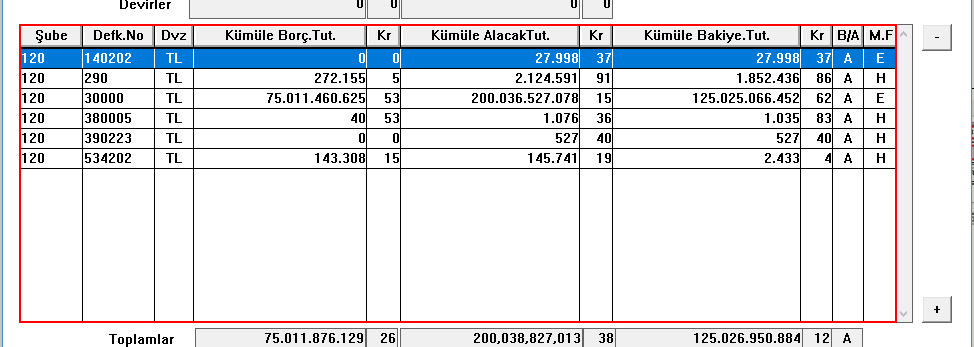 Devirler 0 0 0 0
Şube Defk.No Dvz Kümüle Borç.Tut. Kr Kümüle AlacakTut. Kr Kümüle Bakiye.Tut. Kr B/A M.F
120 140202 TL 0 0 27.998 37 27.998 37 A E
120 290 TL 272.155 5 2.124.591 91 1.852.436 86 A H
120 30000 TL 75.011.460.625 53 200.036.527.078 15 125.025.066.452 62 A E
120 380005 TL 40 53 1.076 36 1.035 83 A H
120 390223 TL 0 0 527 40 527 40 A H
120 534202 TL 143.308 15 145.741 19 2.433 4 A H
Toplamlar 75.011.876.129 26 200,038,827,013 38 125.026.950.884 12 A